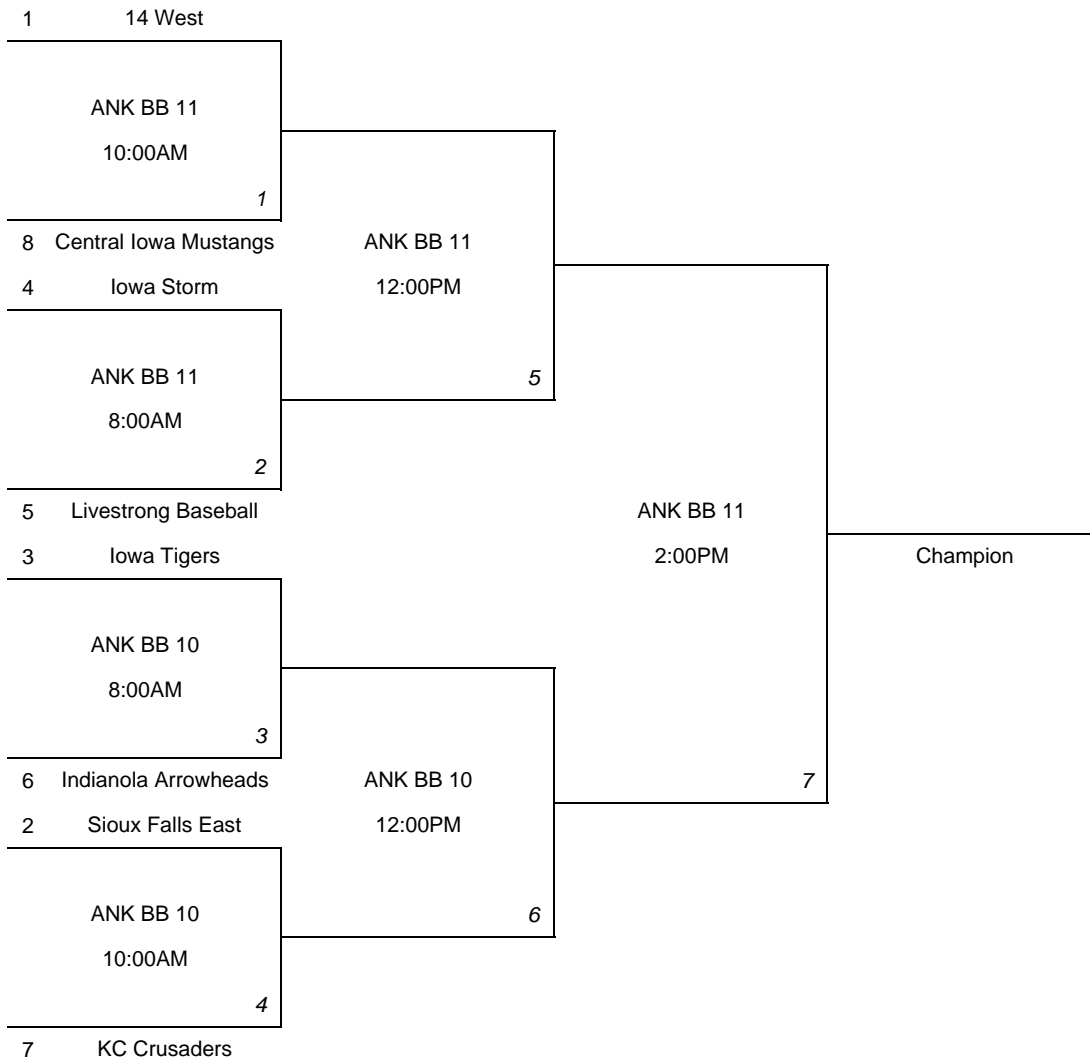 1 14 West
ANK BB 11
10:00AM
1
8 Central Iowa Mustangs
ANK BB 11
4 Iowa Storm
12:00PM
ANK BB 11
5
8:00AM
2
5 Livestrong Baseball
ANK BB 11
3 Iowa Tigers
2:00PM
Champion
ANK BB 10
8:00AM
3
6 Indianola Arrowheads
ANK BB 10
7
2 Sioux Falls East
12:00PM
ANK BB 10
6
10:00AM
4
7 KC Crusaders